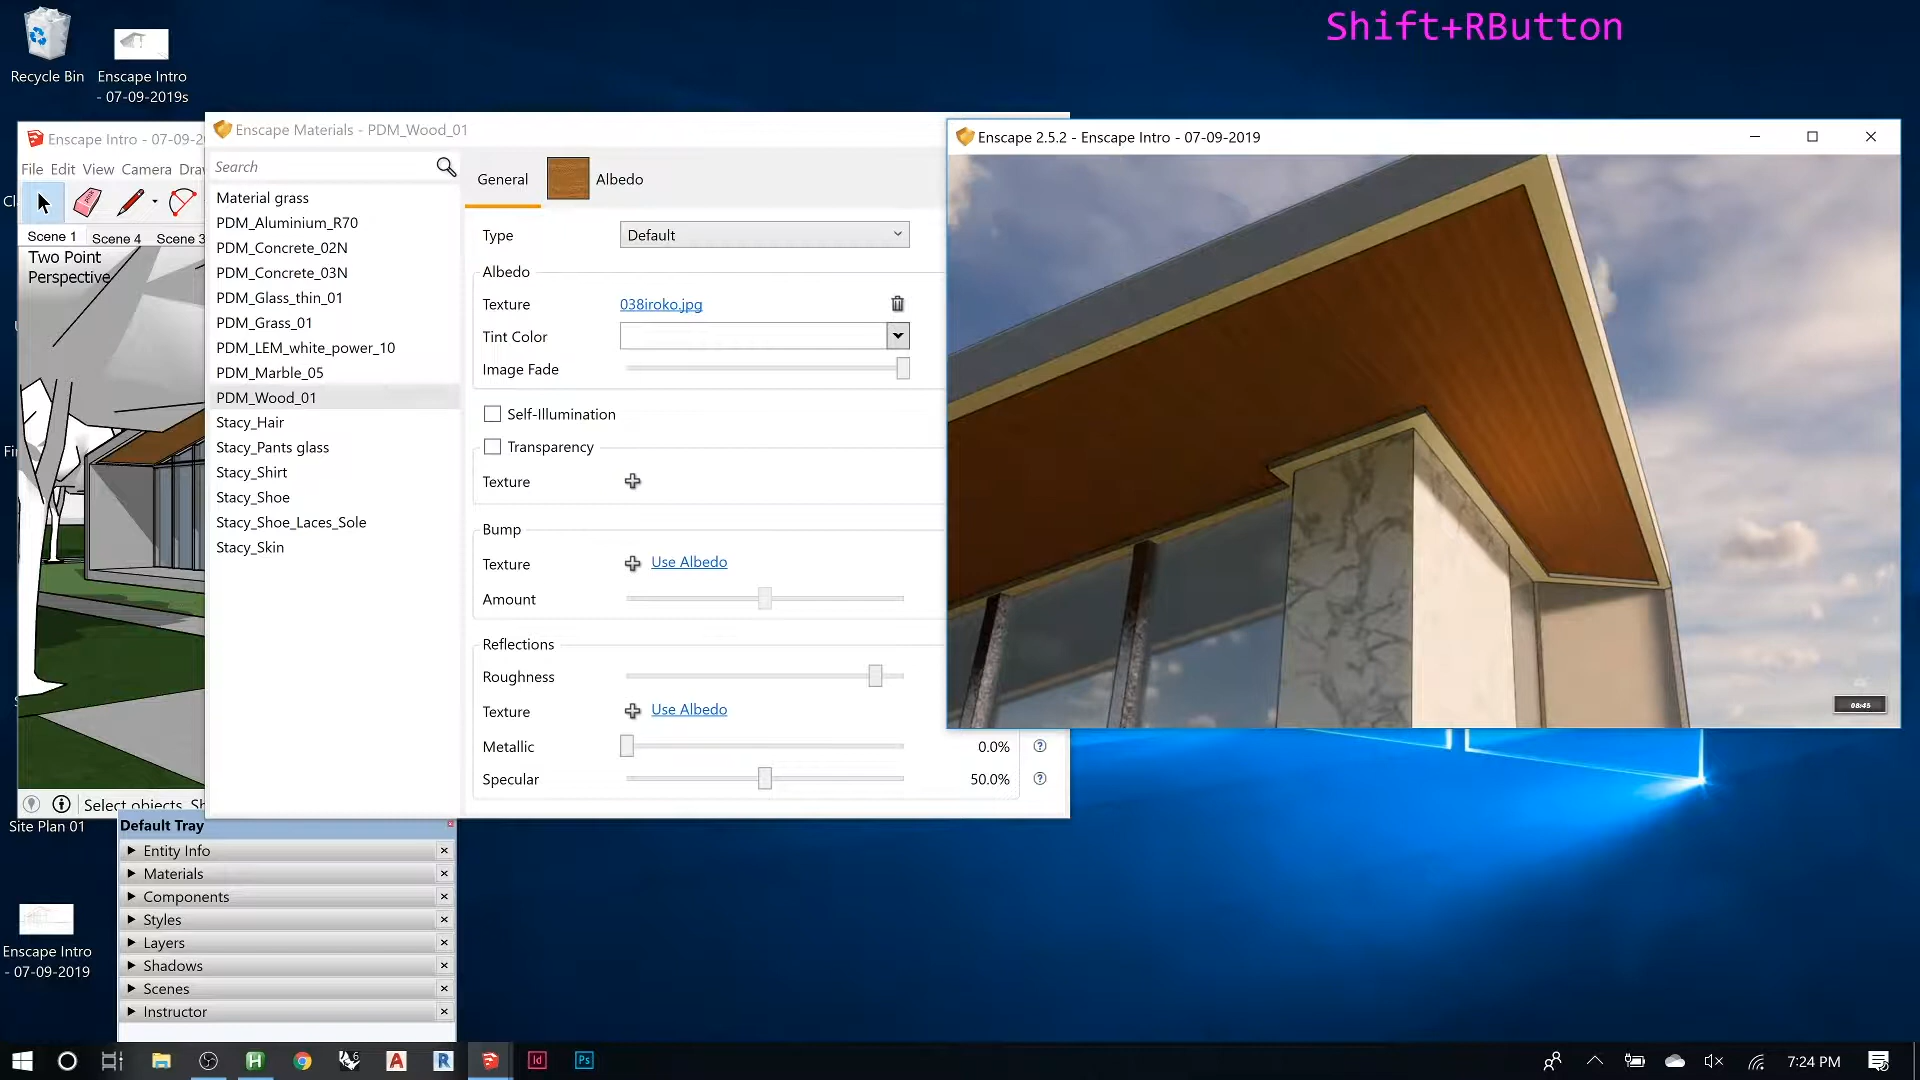 Shift+RButton
Recycle Bin
Enscape Intro
- 07-09-2019s
Enscape Intro - 07-09-2
File Edit View Camera Drav
Scene 1 Scene 4 Scene 3
Two Point
Perspective
Select objects. Sh
Site Plan 01
Enscape Intro
- 07-09-2019
Enscape Materials - PDM_Wood_01
Search
Material grass
PDM_Aluminium_R70
PDM_Concrete_02N
PDM_Concrete_03N
PDM_Glass_thin_01
PDM_Grass_01
PDM_LEM_white_power_10
PDM_Marble_05
PDM_Wood_01
Stacy_Hair
Stacy_Pants glass
Stacy_Shirt
Stacy_Shoe
Stacy_Shoe_Laces_Sole
Stacy_Skin
General Albedo
Type Default
Albedo
Texture 038iroko.jpg
Tint Color
Image Fade
Self-Illumination
Transparency
Texture
Bump
Texture Use Albedo
Amount
Reflections
Roughness
Texture Use Albedo
Metallic 0.0%
Specular 50.0%
Enscape 2.5.2 - Enscape Intro - 07-09-2019
08:45
Default Tray
Entity Info
Materials
Components
Styles
Layers
Shadows
Scenes
Instructor
7:24 PM